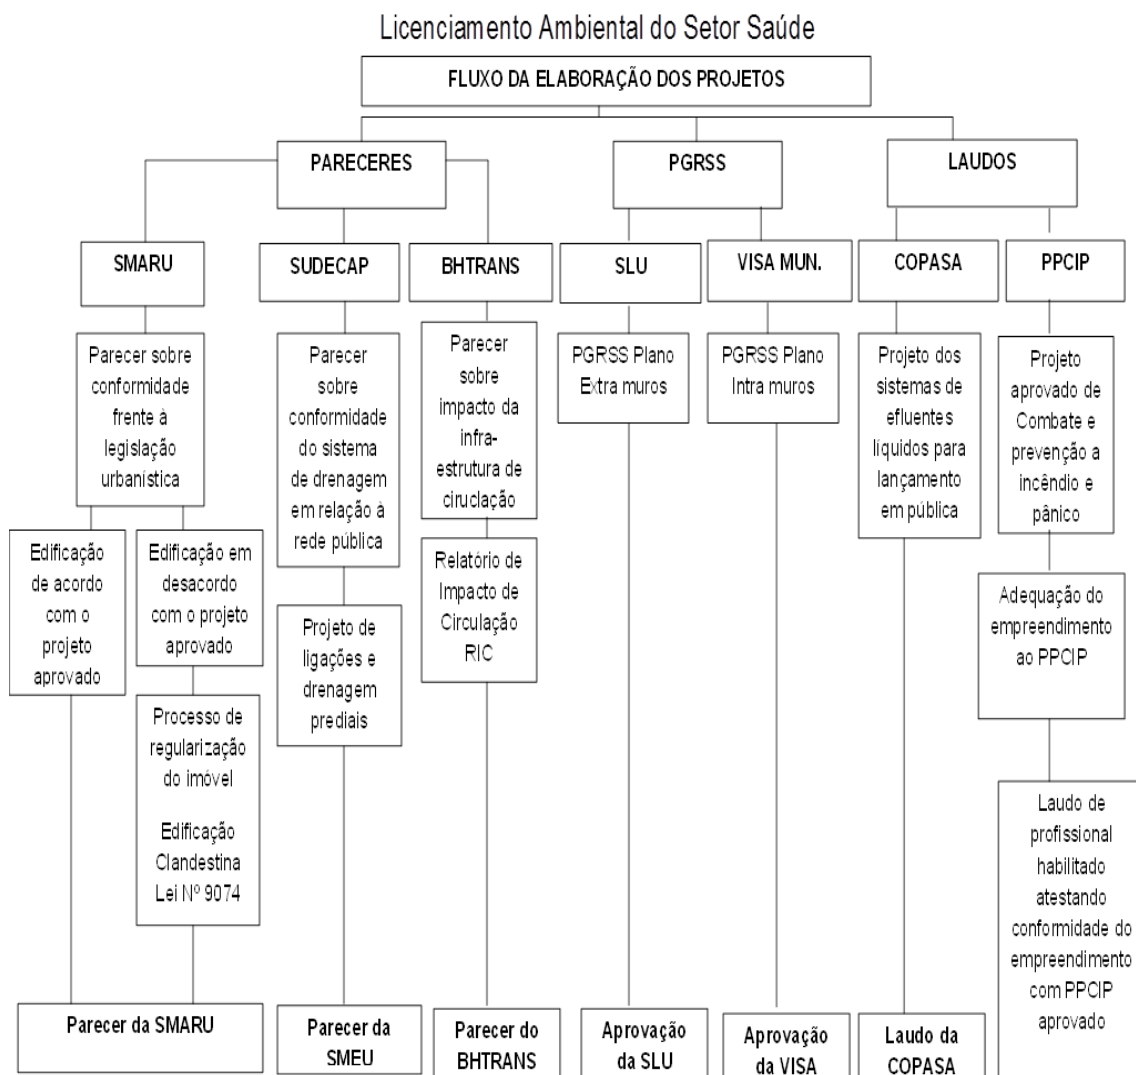 Licenciamento Ambiental do Setor Saúde
FLUXO DA ELABORAÇÃO DOS PROJETOS
PARECERES
PGRSS
LAUDOS
SMARU
SUDECAP
BHTRANS
SLU
VISA MUN.
COPASA
PPCIP
Parecer sobre
conformidade
frente à
legislação
urbanística
Parecer
sobre
conformidade
do sistema
de drenagem
em relação à
rede pública
Parecer
sobre
impacto da
infra-
estrutura de
ciruclação
PGRSS Plano
Extra muros
PGRSS Plano
Intra muros
Projeto dos
sistemas de
efluentes
líquidos para
lançamento
em pública
Projeto
aprovado de
Combate e
prevenção a
incêndio e
pânico
Edificação
de acordo
com o
projeto
aprovado
Edificação em
desacordo
com o projeto
aprovado
Projeto de
ligações e
drenagem
prediais
Relatório de
Impacto de
Circulação
RIC
Adequação do
empreendimento
ao PPCIP
Processo de
regularização
do imóvel
Edificação
Clandestina
Lei Nº 9074
Laudo de
profissional
habilitado
atestando
conformidade do
empreendimento
com PPCIP
aprovado
Parecer da SMARU
Parecer da
SMEU
Parecer do
BHTRANS
Aprovação
da SLU
Aprovação
da VISA
Laudo da
COPASA